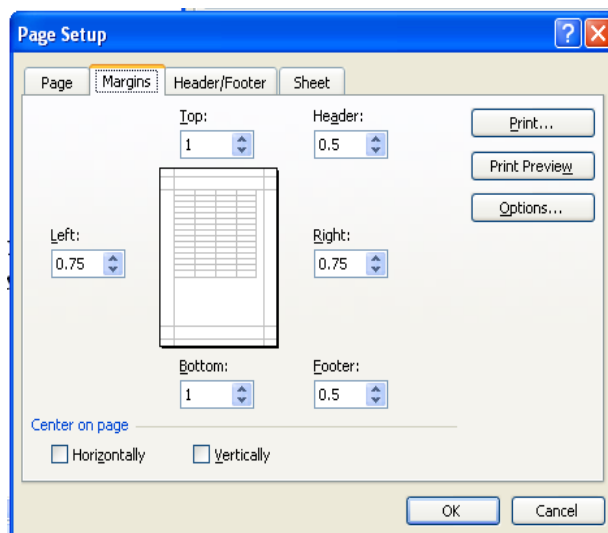 Page Setup
Page Margins Header/Footer Sheet
Top: Header:
1 0.5
Print...
Print Preview
Options...
Left: Right:
0.75 0.75
Bottom: Footer:
1 0.5
Center on page
Horizontally Vertically
OK Cancel